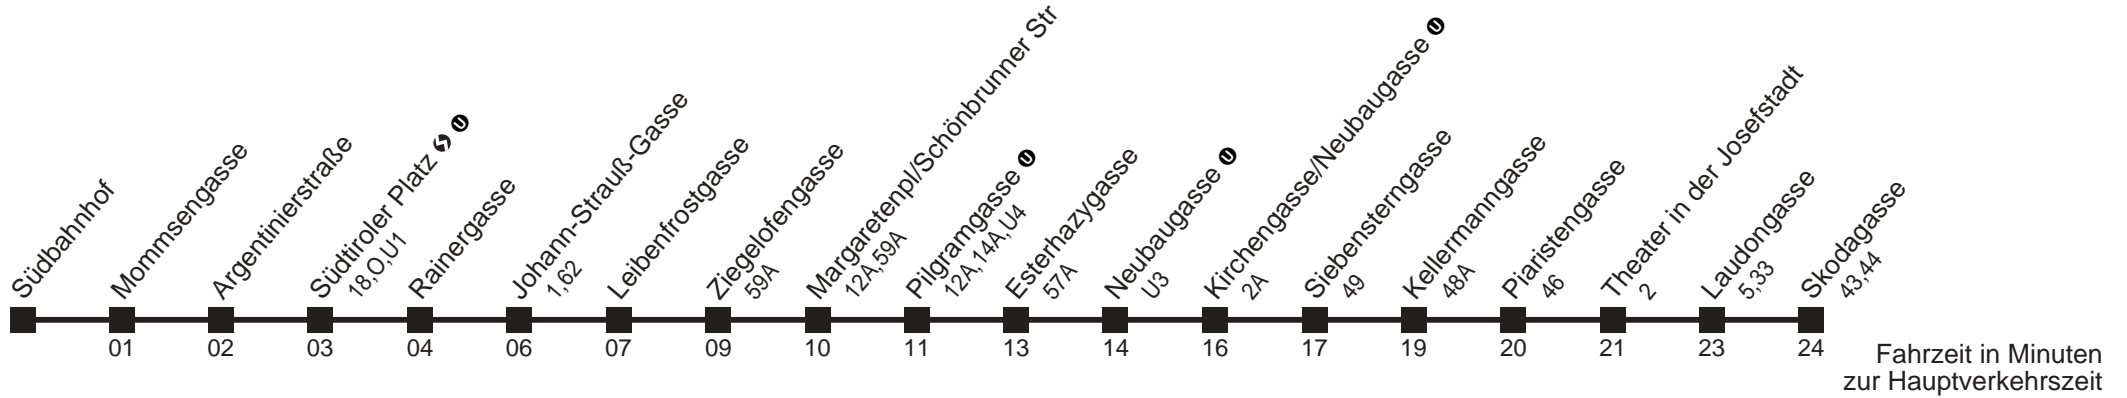 Südbahnhof
Mommsengasse
01
Argentinierstraße
02
Südtiroler Platz U
18,O,U1
03
Rainergasse
04
Johann-Strauß-Gasse
1,62
06
Leibenfrostgasse
07
Ziegelofengasse
59A
09
Margaretenpl/Schönbrunner Str
12A,59A
10
Pilgramgasse U
12A,14A,U4
11
Esterhazygasse
57A
13
Neubaugasse U
U3
14
Kirchengasse/Neubaugasse U
2A
16
Siebensterngasse
49
17
Kellermanngasse
48A
19
Piaristengasse
46
20
Theater in der Josefstadt
2
21
Laudongasse
5,33
23
Skodagasse
43,44
24
Fahrzeit in Minuten
zur Hauptverkehrszeit